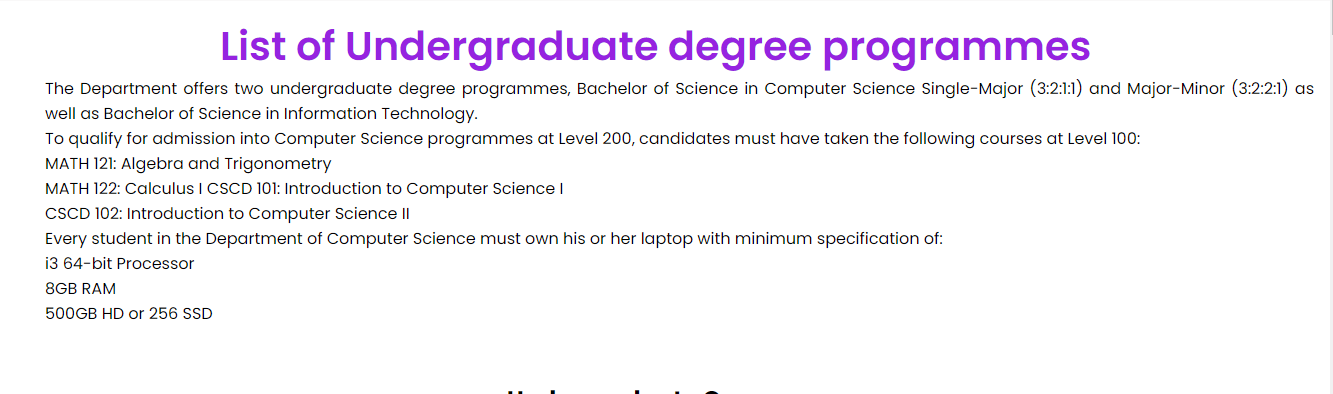 List of Undergraduate degree programmes
The Department offers two undergraduate degree programmes, Bachelor of Science in Computer Science Single-Major (3:2:1:1) and Major-Minor (3:2:2:1) as
well as Bachelor of Science in Information Technology.
To qualify for admission into Computer Science programmes at Level 200, candidates must have taken the following courses at Level 100:
MATH 121: Algebra and Trigonometry
MATH 122: Calculus I CSCD 101: Introduction to Computer Science I
CSCD 102: Introduction to Computer Science II
Every student in the Department of Computer Science must own his or her laptop with minimum specification of:
i3 64-bit Processor
8GB RAM
500GB HD or 256 SSD